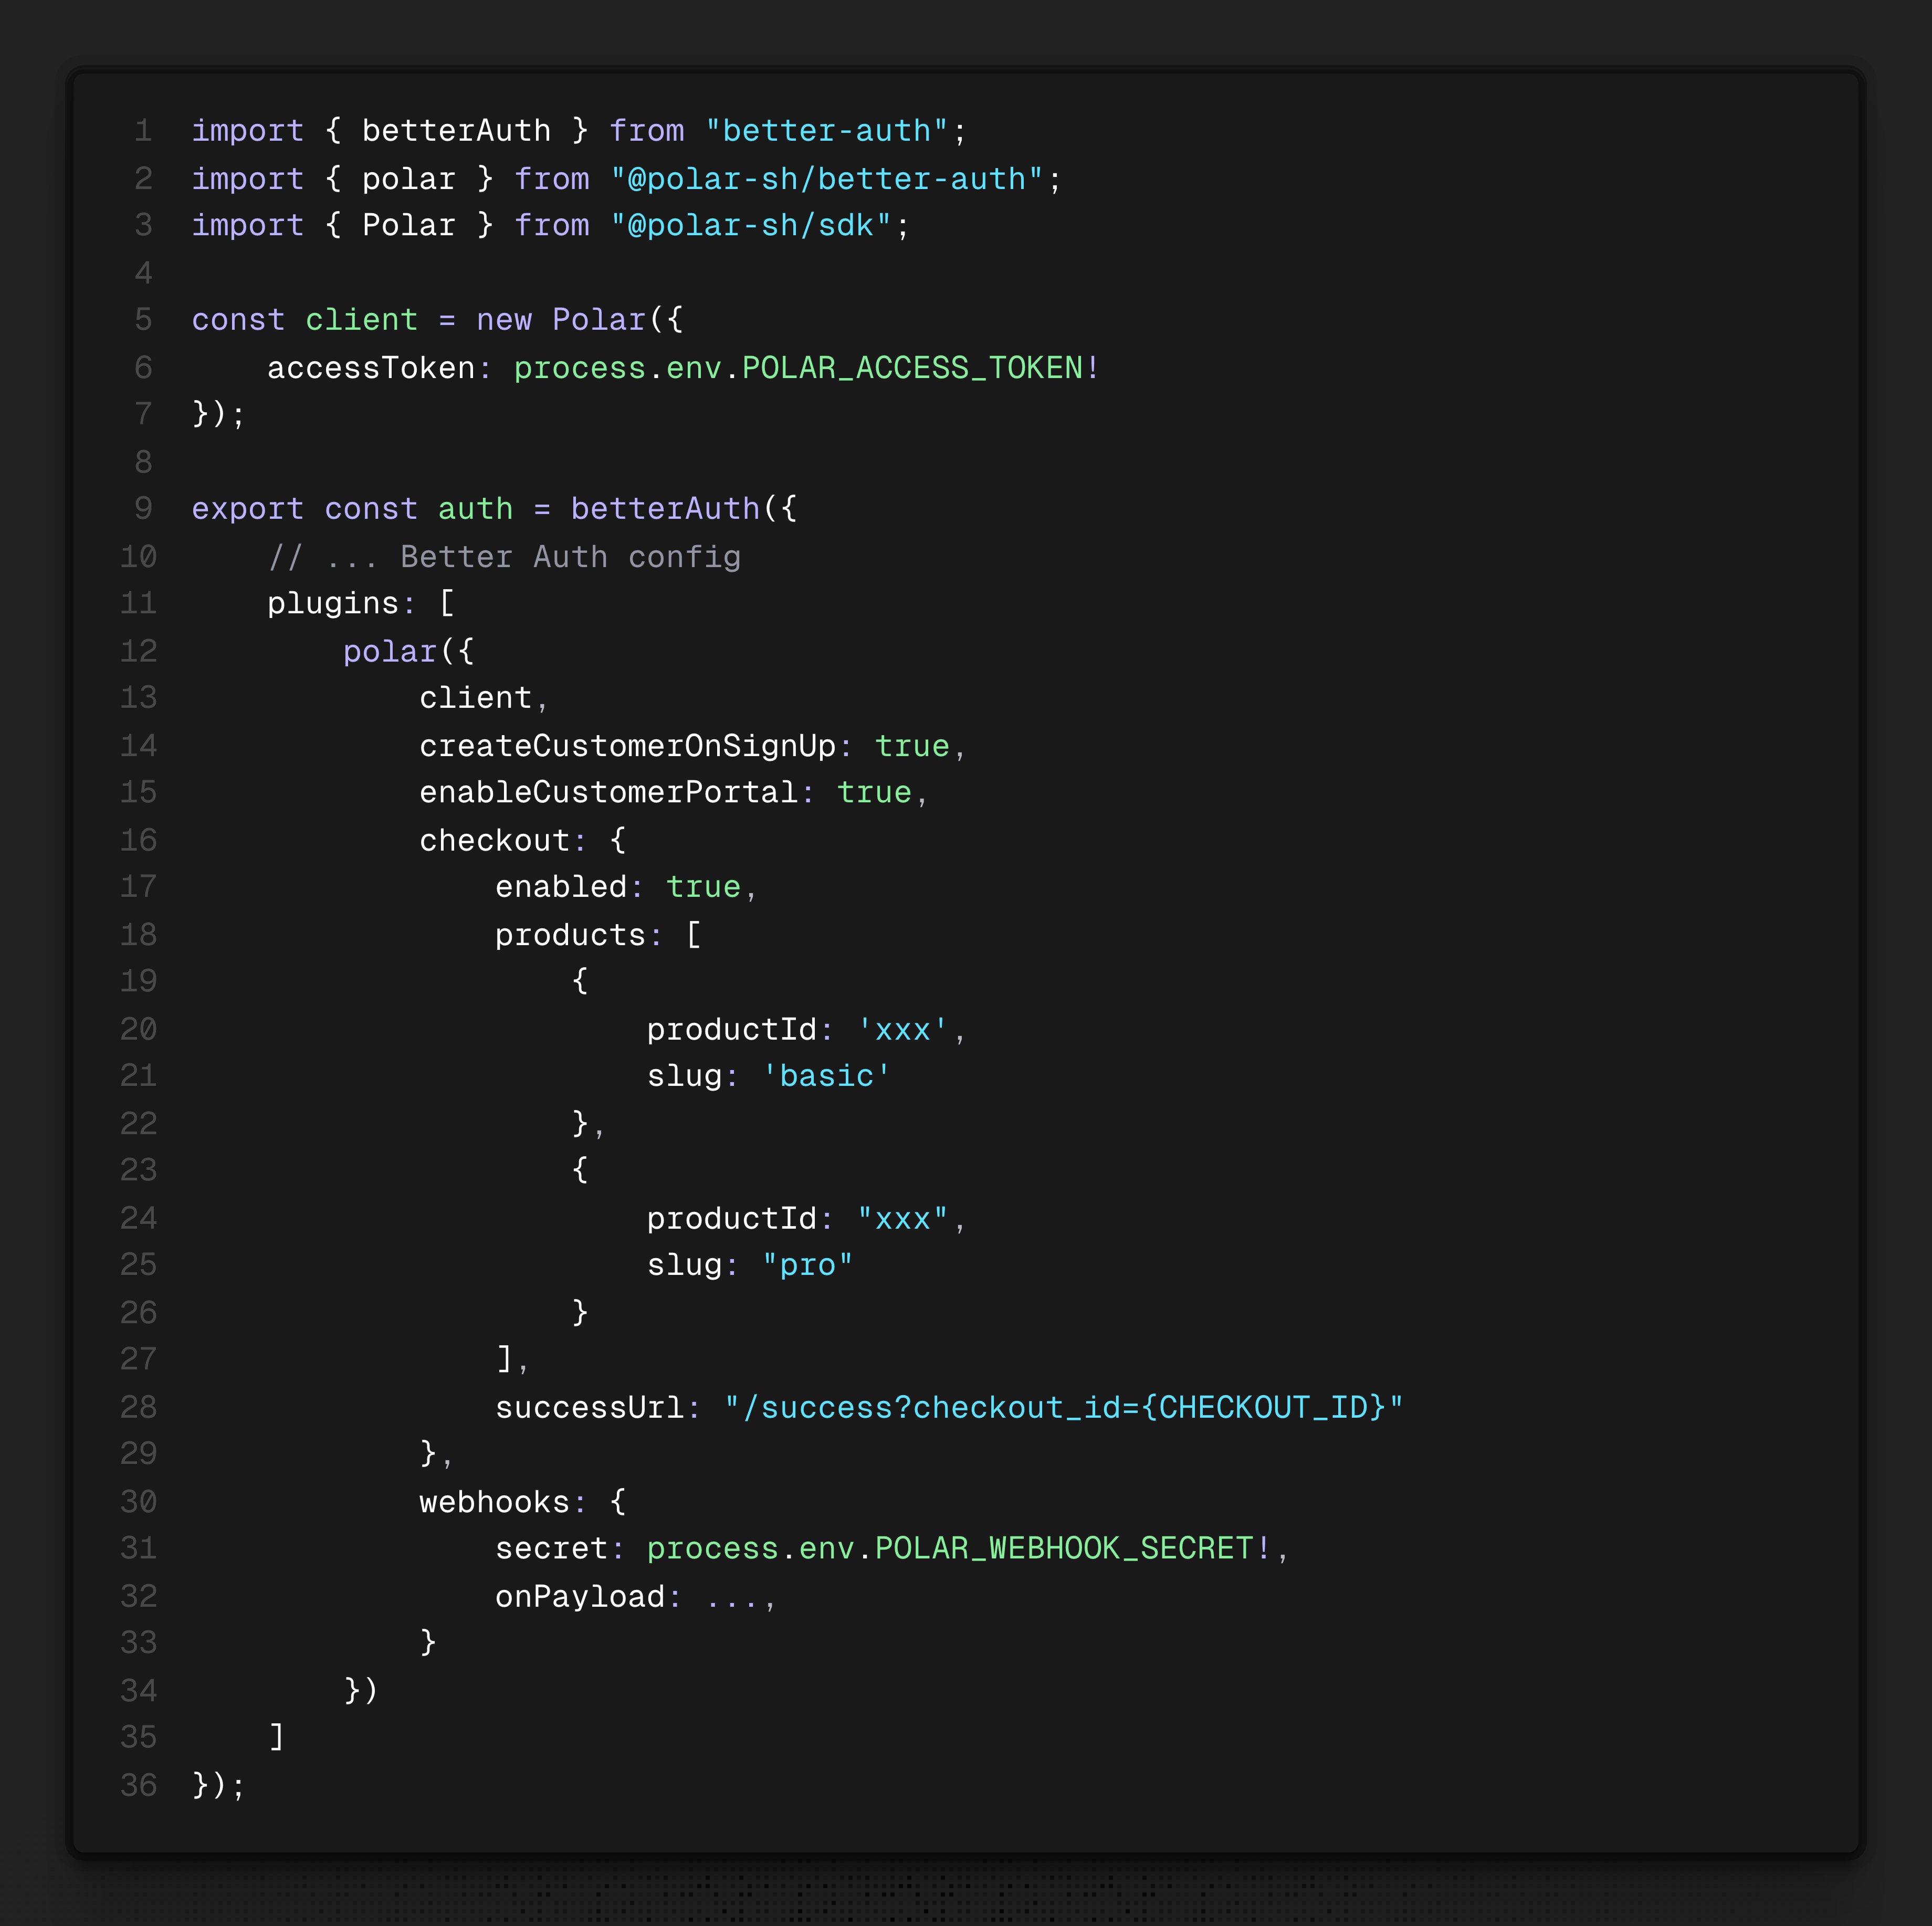 1 import { betterAuth } from "better-auth";
2 import { polar } from "@polar-sh/better-auth";
3 import { Polar } from "@polar-sh/sdk";
4
5 const client = new Polar({
6     accessToken: process.env.POLAR_ACCESS_TOKEN!
7 });
8
9 export const auth = betterAuth({
10     // ... Better Auth config
11     plugins: [
12         polar({
13             client,
14             createCustomerOnSignUp: true,
15             enableCustomerPortal: true,
16             checkout: {
17                 enabled: true,
18                 products: [
19                     {
20                         productId: 'xxx',
21                         slug: 'basic'
22                     },
23                     {
24                         productId: "xxx",
25                         slug: "pro"
26                     }
27                 ],
28                 successUrl: "/success?checkout_id={CHECKOUT_ID}"
29             },
30             webhooks: {
31                 secret: process.env.POLAR_WEBHOOK_SECRET!,
32                 onPayload: ...,
33             }
34         })
35     ]
36 });